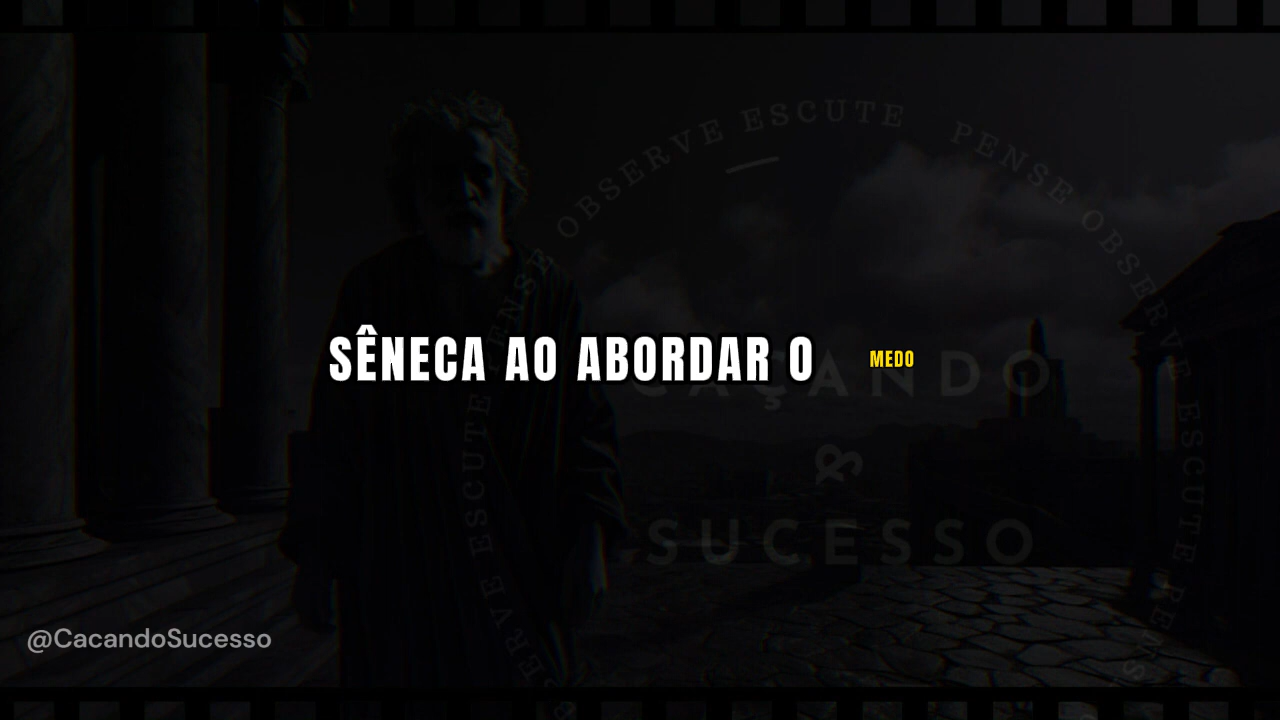 PENSE OBSERVE ESCUTE PENSE OBSERVE ESCUTE
SÊNECA AO ABORDAR O MEDO
CAÇANDO
&
SUCESSO
@CacandoSucesso